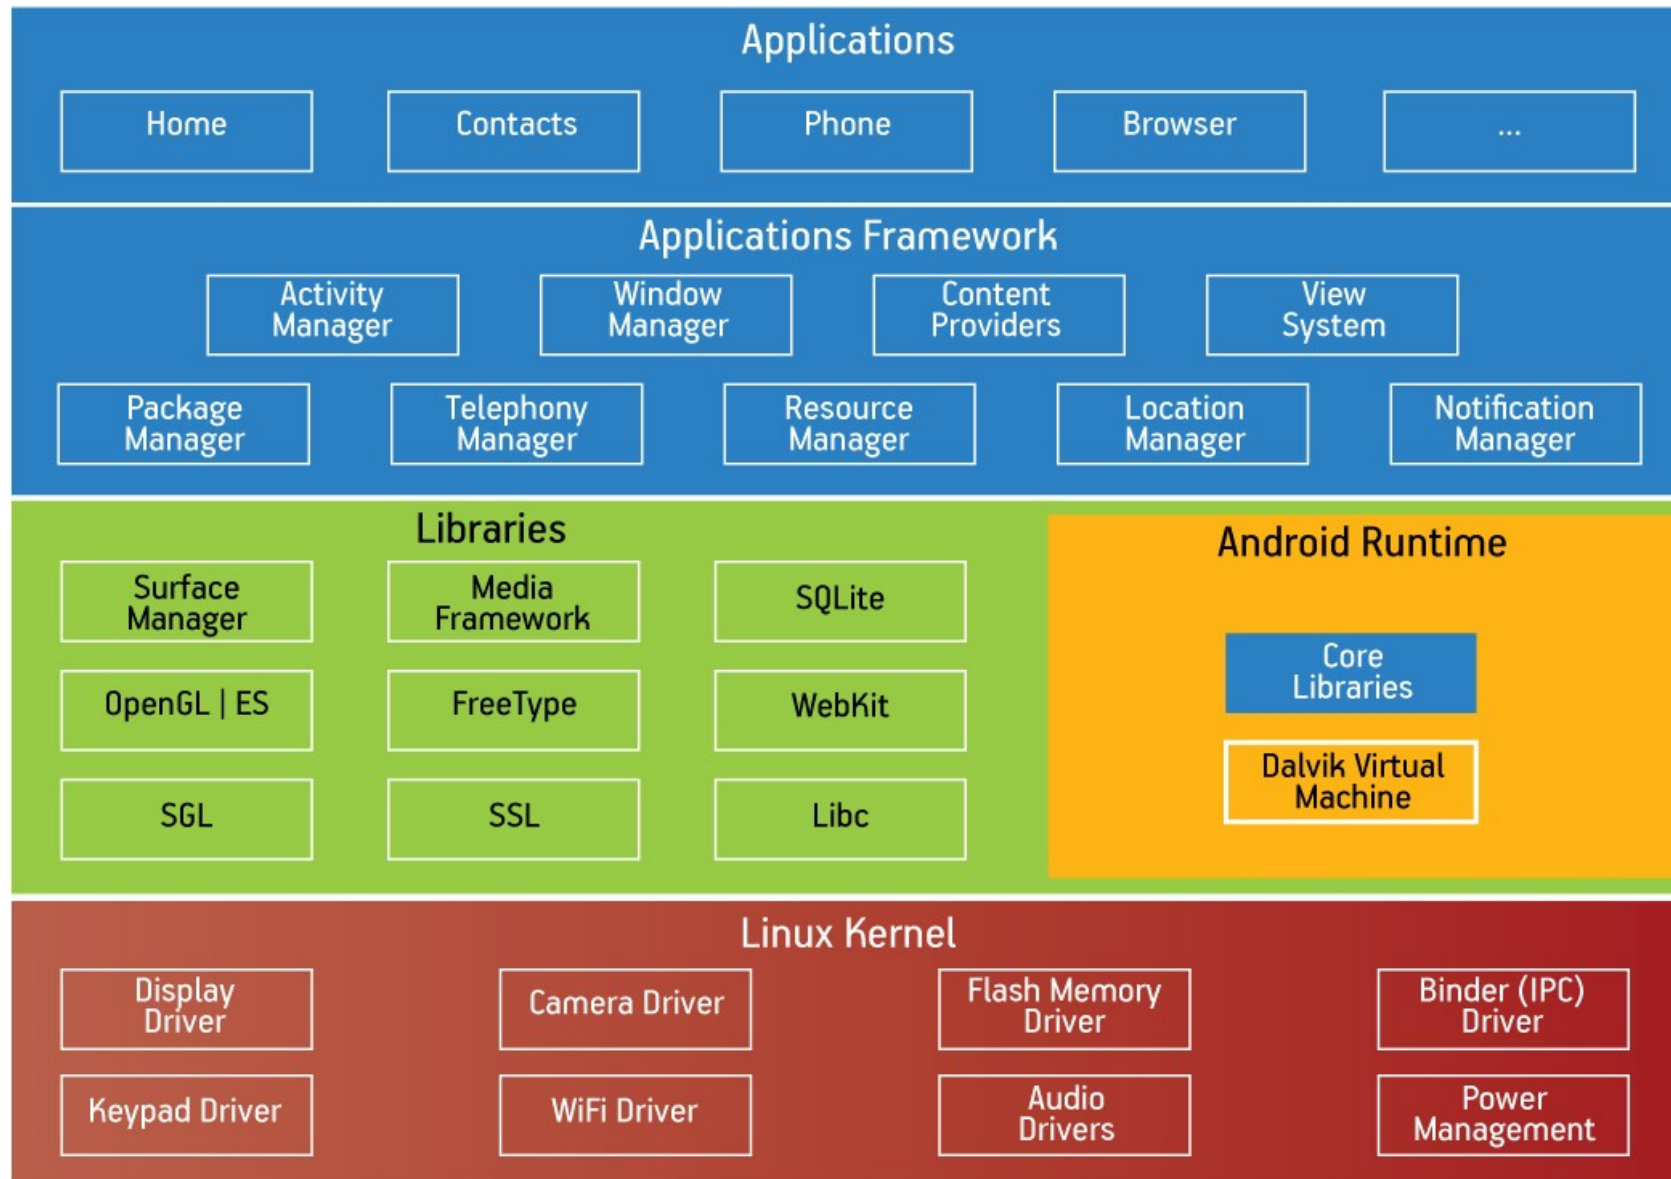 Applications
Home
Contacts
Phone
Browser
...
Applications Framework
Activity
Manager
Window
Manager
Content
Providers
View
System
Package
Manager
Telephony
Manager
Resource
Manager
Location
Manager
Notification
Manager
Libraries
Surface
Manager
Media
Framework
SQLite
OpenGL | ES
FreeType
WebKit
SGL
SSL
Libc
Android Runtime
Core
Libraries
Dalvik Virtual
Machine
Linux Kernel
Display
Driver
Camera Driver
Flash Memory
Driver
Binder (IPC)
Driver
Keypad Driver
WiFi Driver
Audio
Drivers
Power
Management